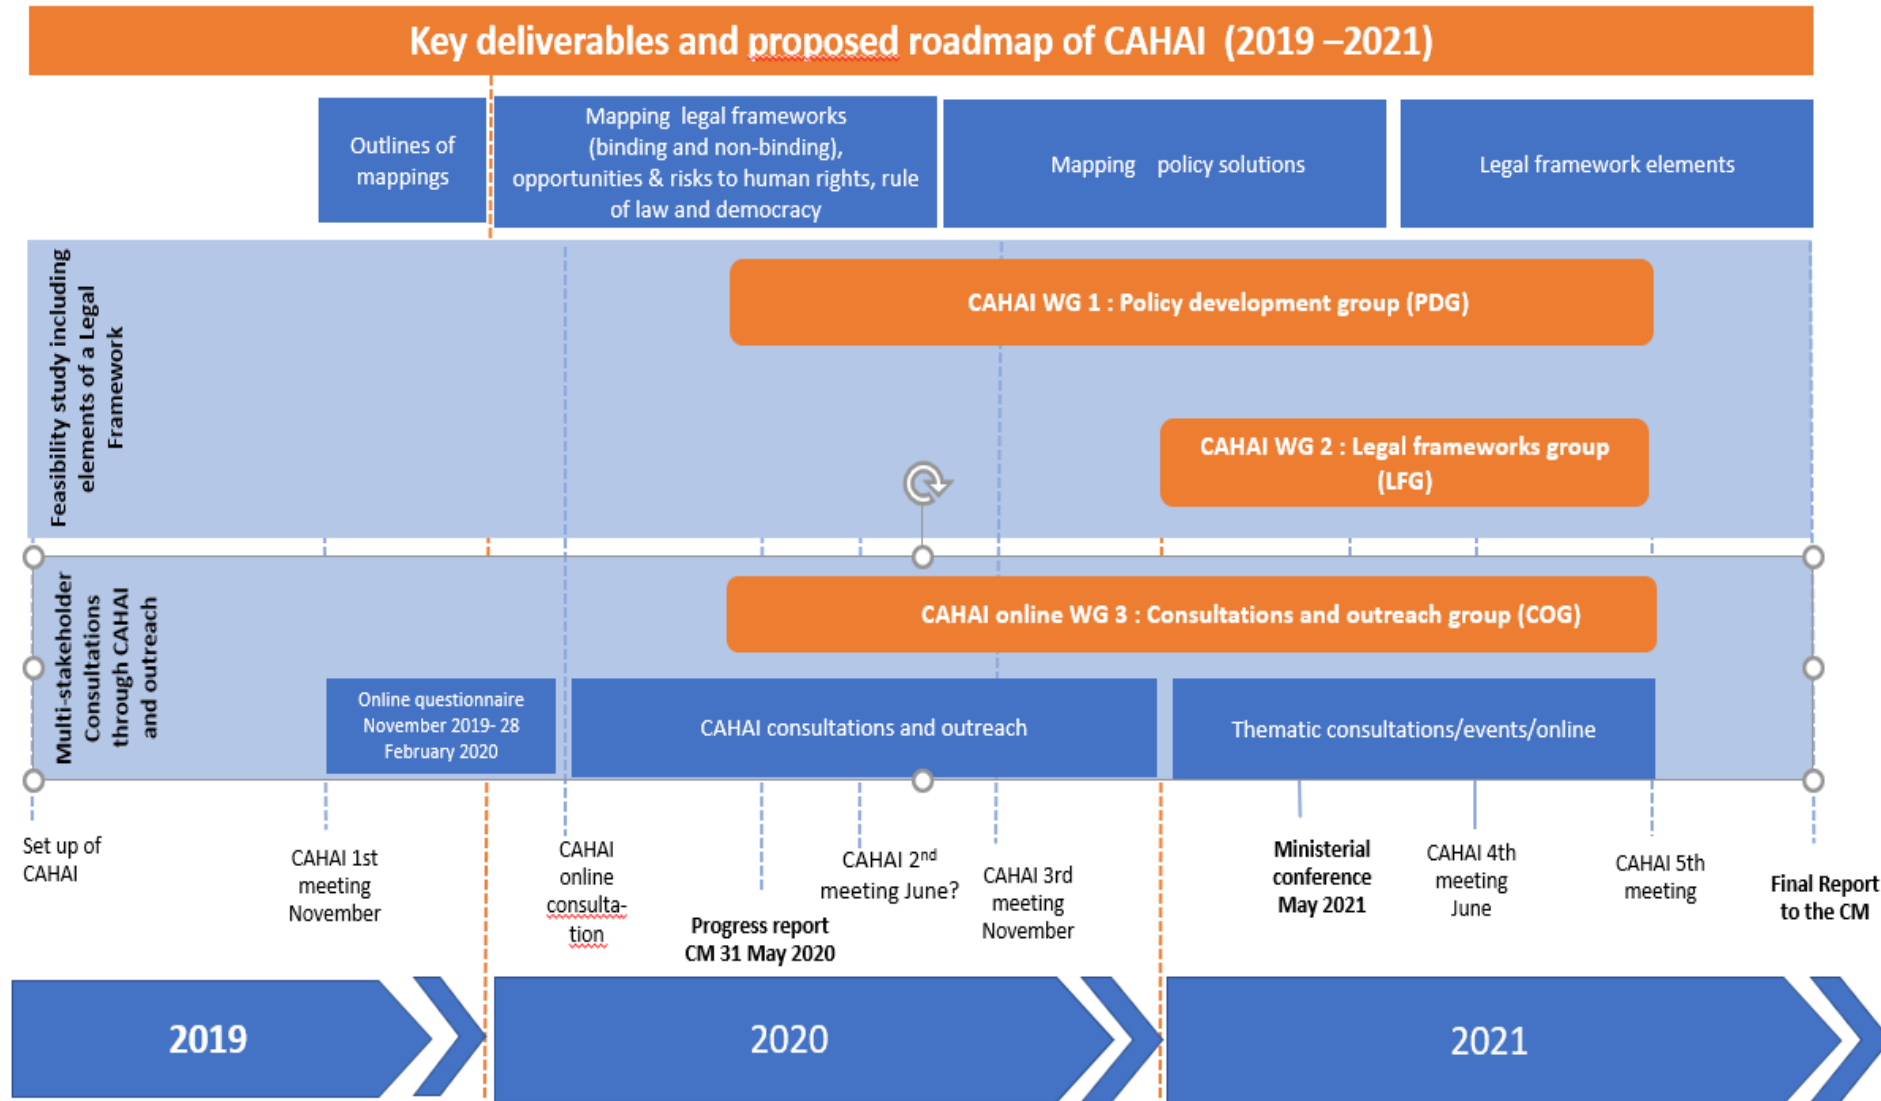 Key deliverables and proposed roadmap of CAHAI (2019 –2021)
Outlines of
mappings
Mapping legal frameworks
(binding and non-binding),
opportunities & risks to human rights, rule
of law and democracy
Mapping policy solutions
Legal framework elements
Feasibility study including
elements of a Legal
Framework
CAHAI WG 1 : Policy development group (PDG)
CAHAI WG 2 : Legal frameworks group
(LFG)
Multi-stakeholder
Consultations
through CAHAI
and outreach
CAHAI online WG 3 : Consultations and outreach group (COG)
Online questionnaire
November 2019- 28
February 2020
CAHAI consultations and outreach
Thematic consultations/events/online
Set up of
CAHAI
CAHAI 1st
meeting
November
CAHAI
online
consulta-
tion
Progress report
CM 31 May 2020
CAHAI 2nd
meeting June?
CAHAI 3rd
meeting
November
Ministerial
conference
May 2021
CAHAI 4th
meeting
June
CAHAI 5th
meeting
Final Report
to the CM
2019
2020
2021